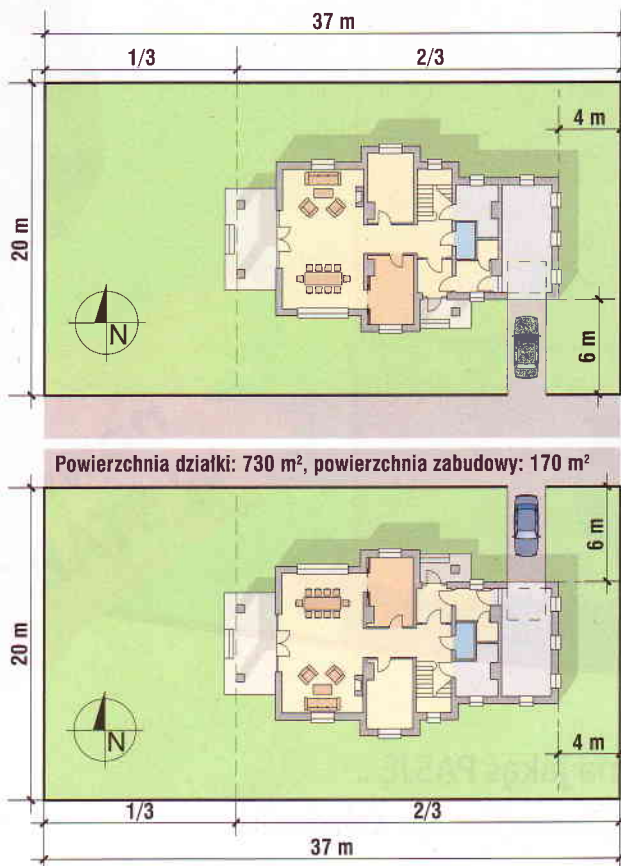 37 m
1/3 2/3
4 m
20 m
N
6 m
Powierzchnia działki: 730 m², powierzchnia zabudowy: 170 m²
6 m
20 m
N
4 m
1/3 2/3
37 m